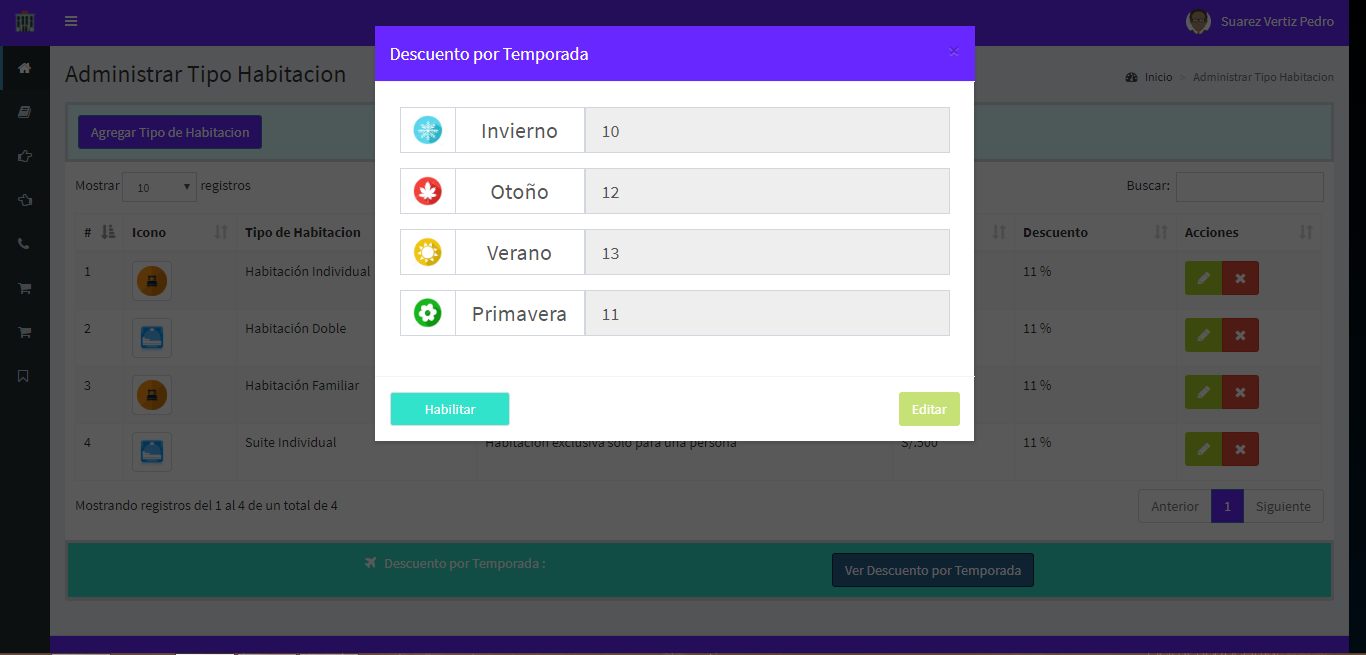 Suarez Vertiz Pedro
Descuento por Temporada ×
Administrar Tipo Habitacion
Inicio > Administrar Tipo Habitacion
Agregar Tipo de Habitacion
Invierno 10
Otoño 12
Verano 13
Primavera 11
Habilitar Editar
Mostrar 10 registros
Buscar:
# Icono Tipo de Habitacion Descuento Acciones
1 Habitación Individual 11 %
2 Habitación Doble 11 %
3 Habitación Familiar 11 %
4 Suite Individual Habitacion exclusiva solo para una persona S/.500 11 %
Mostrando registros del 1 al 4 de un total de 4
Anterior 1 Siguiente
Descuento por Temporada :
Ver Descuento por Temporada